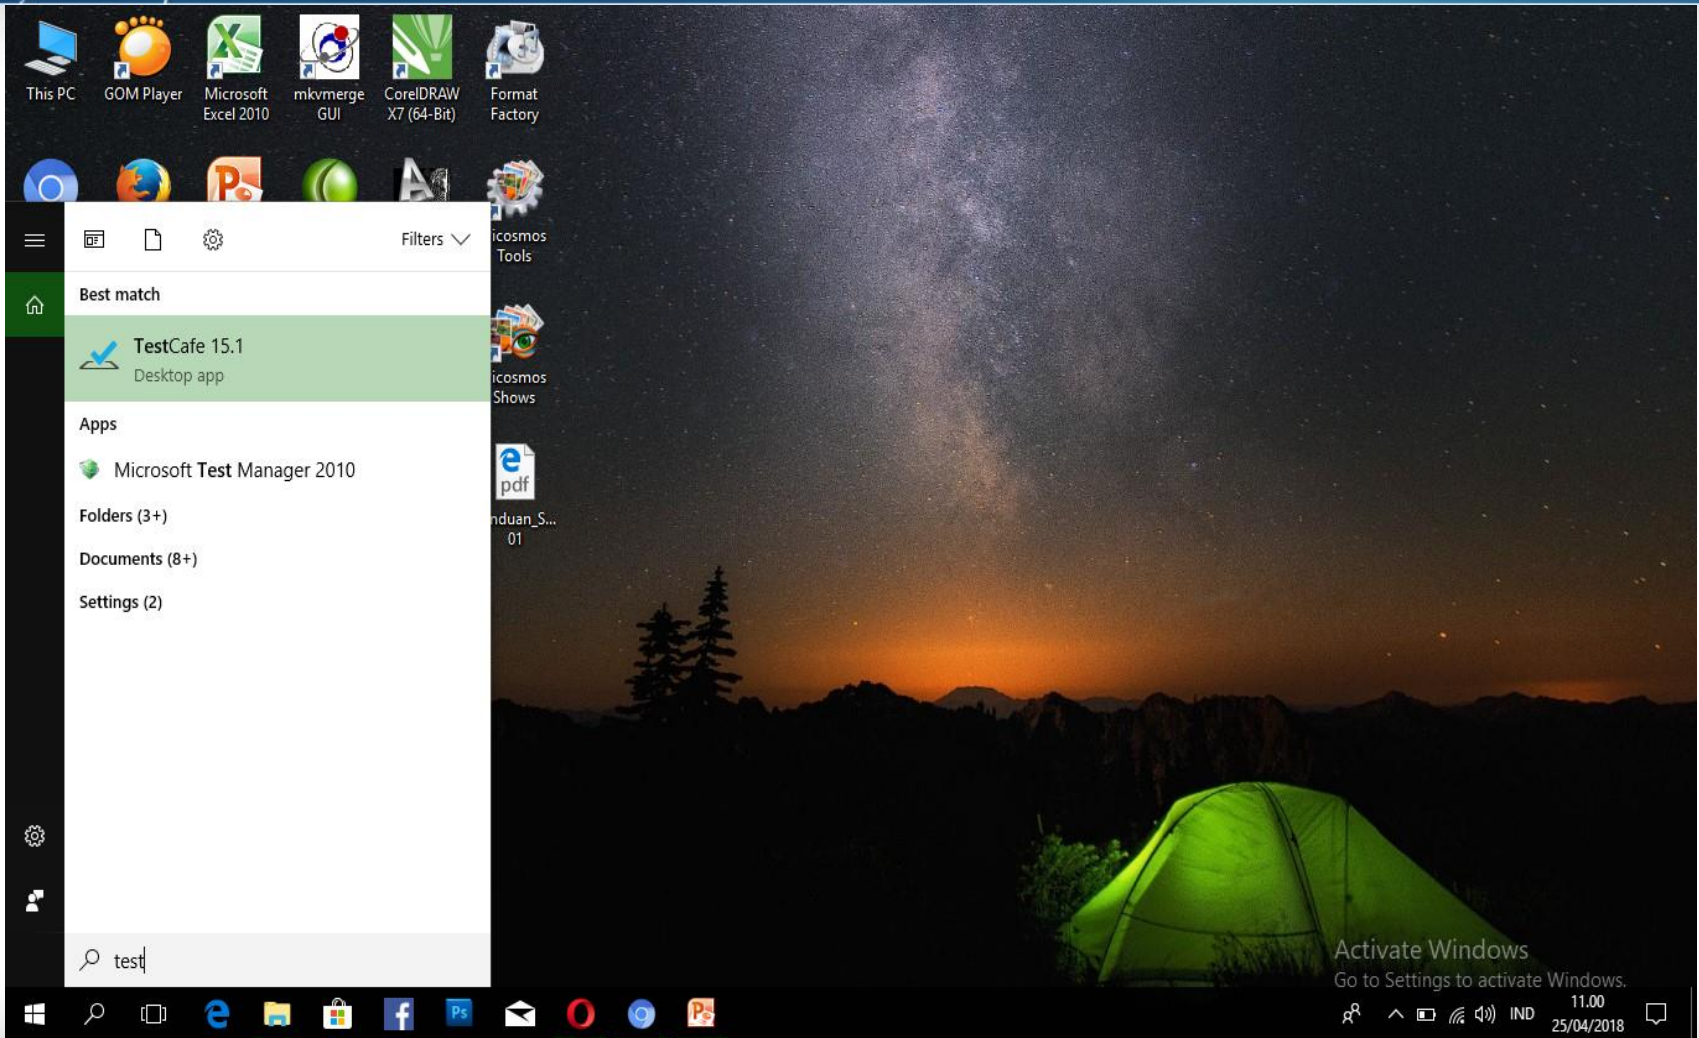 This PC
GOM Player
Microsoft
Excel 2010
mkvmerge
GUI
CorelDRAW
X7 (64-Bit)
Format
Factory
icosmos
Tools
icosmos
Shows
pdf
nduan_S...
01
Filters
Best match
TestCafe 15.1
Desktop app
Apps
Microsoft Test Manager 2010
Folders (3+)
Documents (8+)
Settings (2)
test
Activate Windows
Go to Settings to activate Windows.
Ps
IND
11.00
25/04/2018